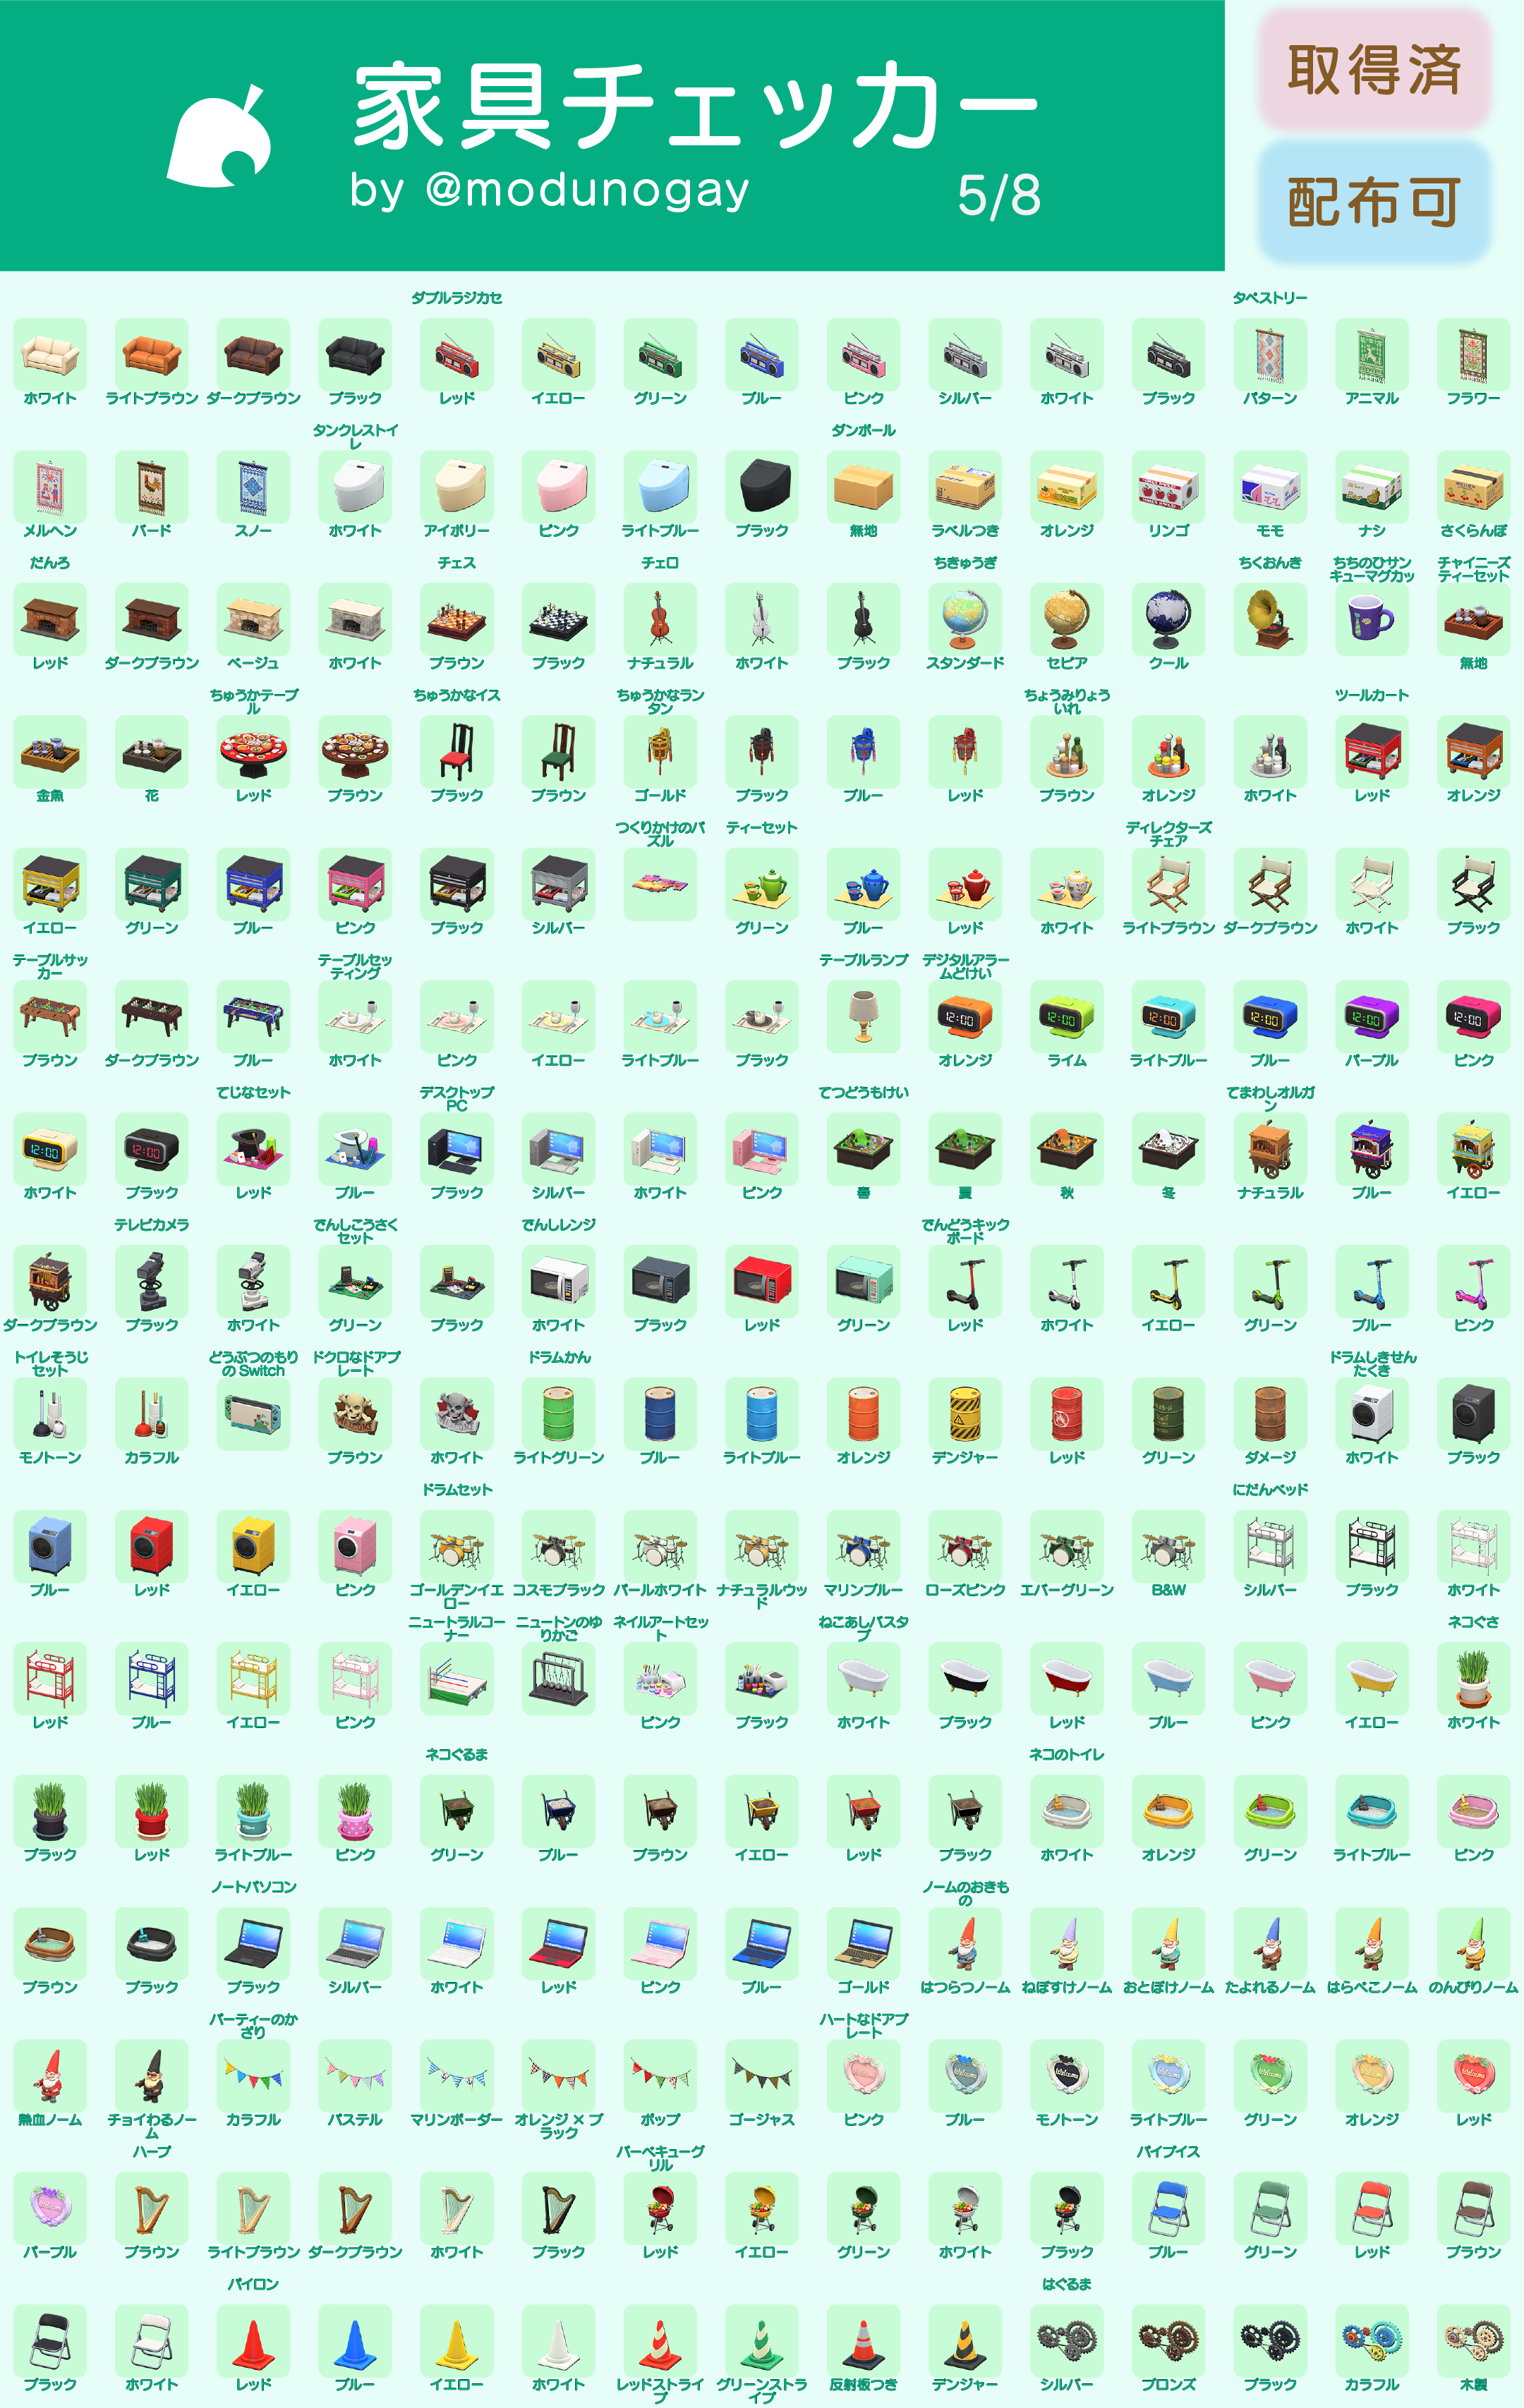 家具チェッカー
by @modunogay
5/8
取得済
配布可
ダブルラジカセ タペストリー
ホワイト ライトブラウン ダークブラウン ブラック レッド イエロー グリーン ブルー ピンク シルバー ホワイト ブラック パターン アニマル フラワー
タンクレストイ ダンボール
レ
メルヘン バード スノー ホワイト アイボリー ピンク ライトブルー ブラック 無地 ラベルつき オレンジ リンゴ モモ ナシ さくらんぼ
だんろ チェス チェロ ちきゅうぎ ちくおんき ちちのひサン チャイニーズ
キューマグカッ ティーセット
レッド ダークブラウン ベージュ ホワイト ブラウン ブラック ナチュラル ホワイト ブラック スタンダード セピア クール 無地
ちゅうかテーブ ちゅうかなイス ちゅうかなラン ちょうみりょう ツールカート
ル タン いれ
金魚 花 レッド ブラウン ブラック ブラウン ゴールド ブラック ブルー レッド ブラウン オレンジ ホワイト レッド オレンジ
つくりかけのパ ティーセット ディレクターズ
ズル チェア
イエロー グリーン ブルー ピンク ブラック シルバー グリーン ブルー レッド ホワイト ライトブラウン ダークブラウン ホワイト ブラック
テーブルサッ テーブルセッ テーブルランプ デジタルアラー
カー ティング ムどけい
12:00 12:00 12:00 12:00 12:00 12:00
ブラウン ダークブラウン ブルー ホワイト ピンク イエロー ライトブルー ブラック オレンジ ライム ライトブルー ブルー パープル ピンク
てじなセット デスクトップ てつどうもけい てまわしオルガ
PC ン
12:00 12:00
ホワイト ブラック レッド ブルー ブラック シルバー ホワイト ピンク 春 夏 秋 冬 ナチュラル ブルー イエロー
テレビカメラ でんしこうさく でんしレンジ でんどうキック
セット ボード
ダークブラウン ブラック ホワイト グリーン ブラック ホワイト ブラック レッド グリーン レッド ホワイト イエロー グリーン ブルー ピンク
トイレそうじ どうぶつのもり ドクロなドアプ ドラムかん ドラムしきせん
セット の Switch レート たくき
モノトーン カラフル ブラウン ホワイト ライトグリーン ブルー ライトブルー オレンジ デンジャー レッド グリーン ダメージ ホワイト ブラック
ドラムセット にだんベッド
ブルー レッド イエロー ピンク ゴールデンイエ コスモブラック パールホワイト ナチュラルウッ マリンブルー ローズピンク エバーグリーン B&W シルバー ブラック ホワイト
ロー ド
ニュートラルコー ニュートンのゆ ネイルアートセッ ねこあしバスタ ネコぐさ
ナー りかご ト ブ
レッド ブルー イエロー ピンク ピンク ブラック ホワイト ブラック レッド ブルー ピンク イエロー ホワイト
ネコぐるま ネコのトイレ
ブラック レッド ライトブルー ピンク グリーン ブルー ブラウン イエロー レッド ブラック ホワイト オレンジ グリーン ライトブルー ピンク
ノートパソコン ノームのおきも
の
ブラウン ブラック ブラック シルバー ホワイト レッド ピンク ブルー ゴールド はつらつノーム ねぼすけノーム おとぼけノーム たよれるノーム はらぺこノーム のんびりノーム
パーティーのか ハートなドアプ
ざり レート
Welcome Welcome Welcome Welcome Welcome Welcome Welcome
熱血ノーム チョイわるノー カラフル パステル マリンボーダー オレンジ × ブ ポップ ゴージャス ピンク ブルー モノトーン ライトブルー グリーン オレンジ レッド
ム ラック
ハープ バーベキューグ パイプイス
リル
Welcome
パープル ブラウン ライトブラウン ダークブラウン ホワイト ブラック レッド イエロー グリーン ホワイト ブラック ブルー グリーン レッド ブラウン
パイロン はぐるま
ブラック ホワイト レッド ブルー イエロー ホワイト レッドストライ グリーンストラ 反射板つき デンジャー シルバー ブロンズ ブラック カラフル 木製
プ イプ